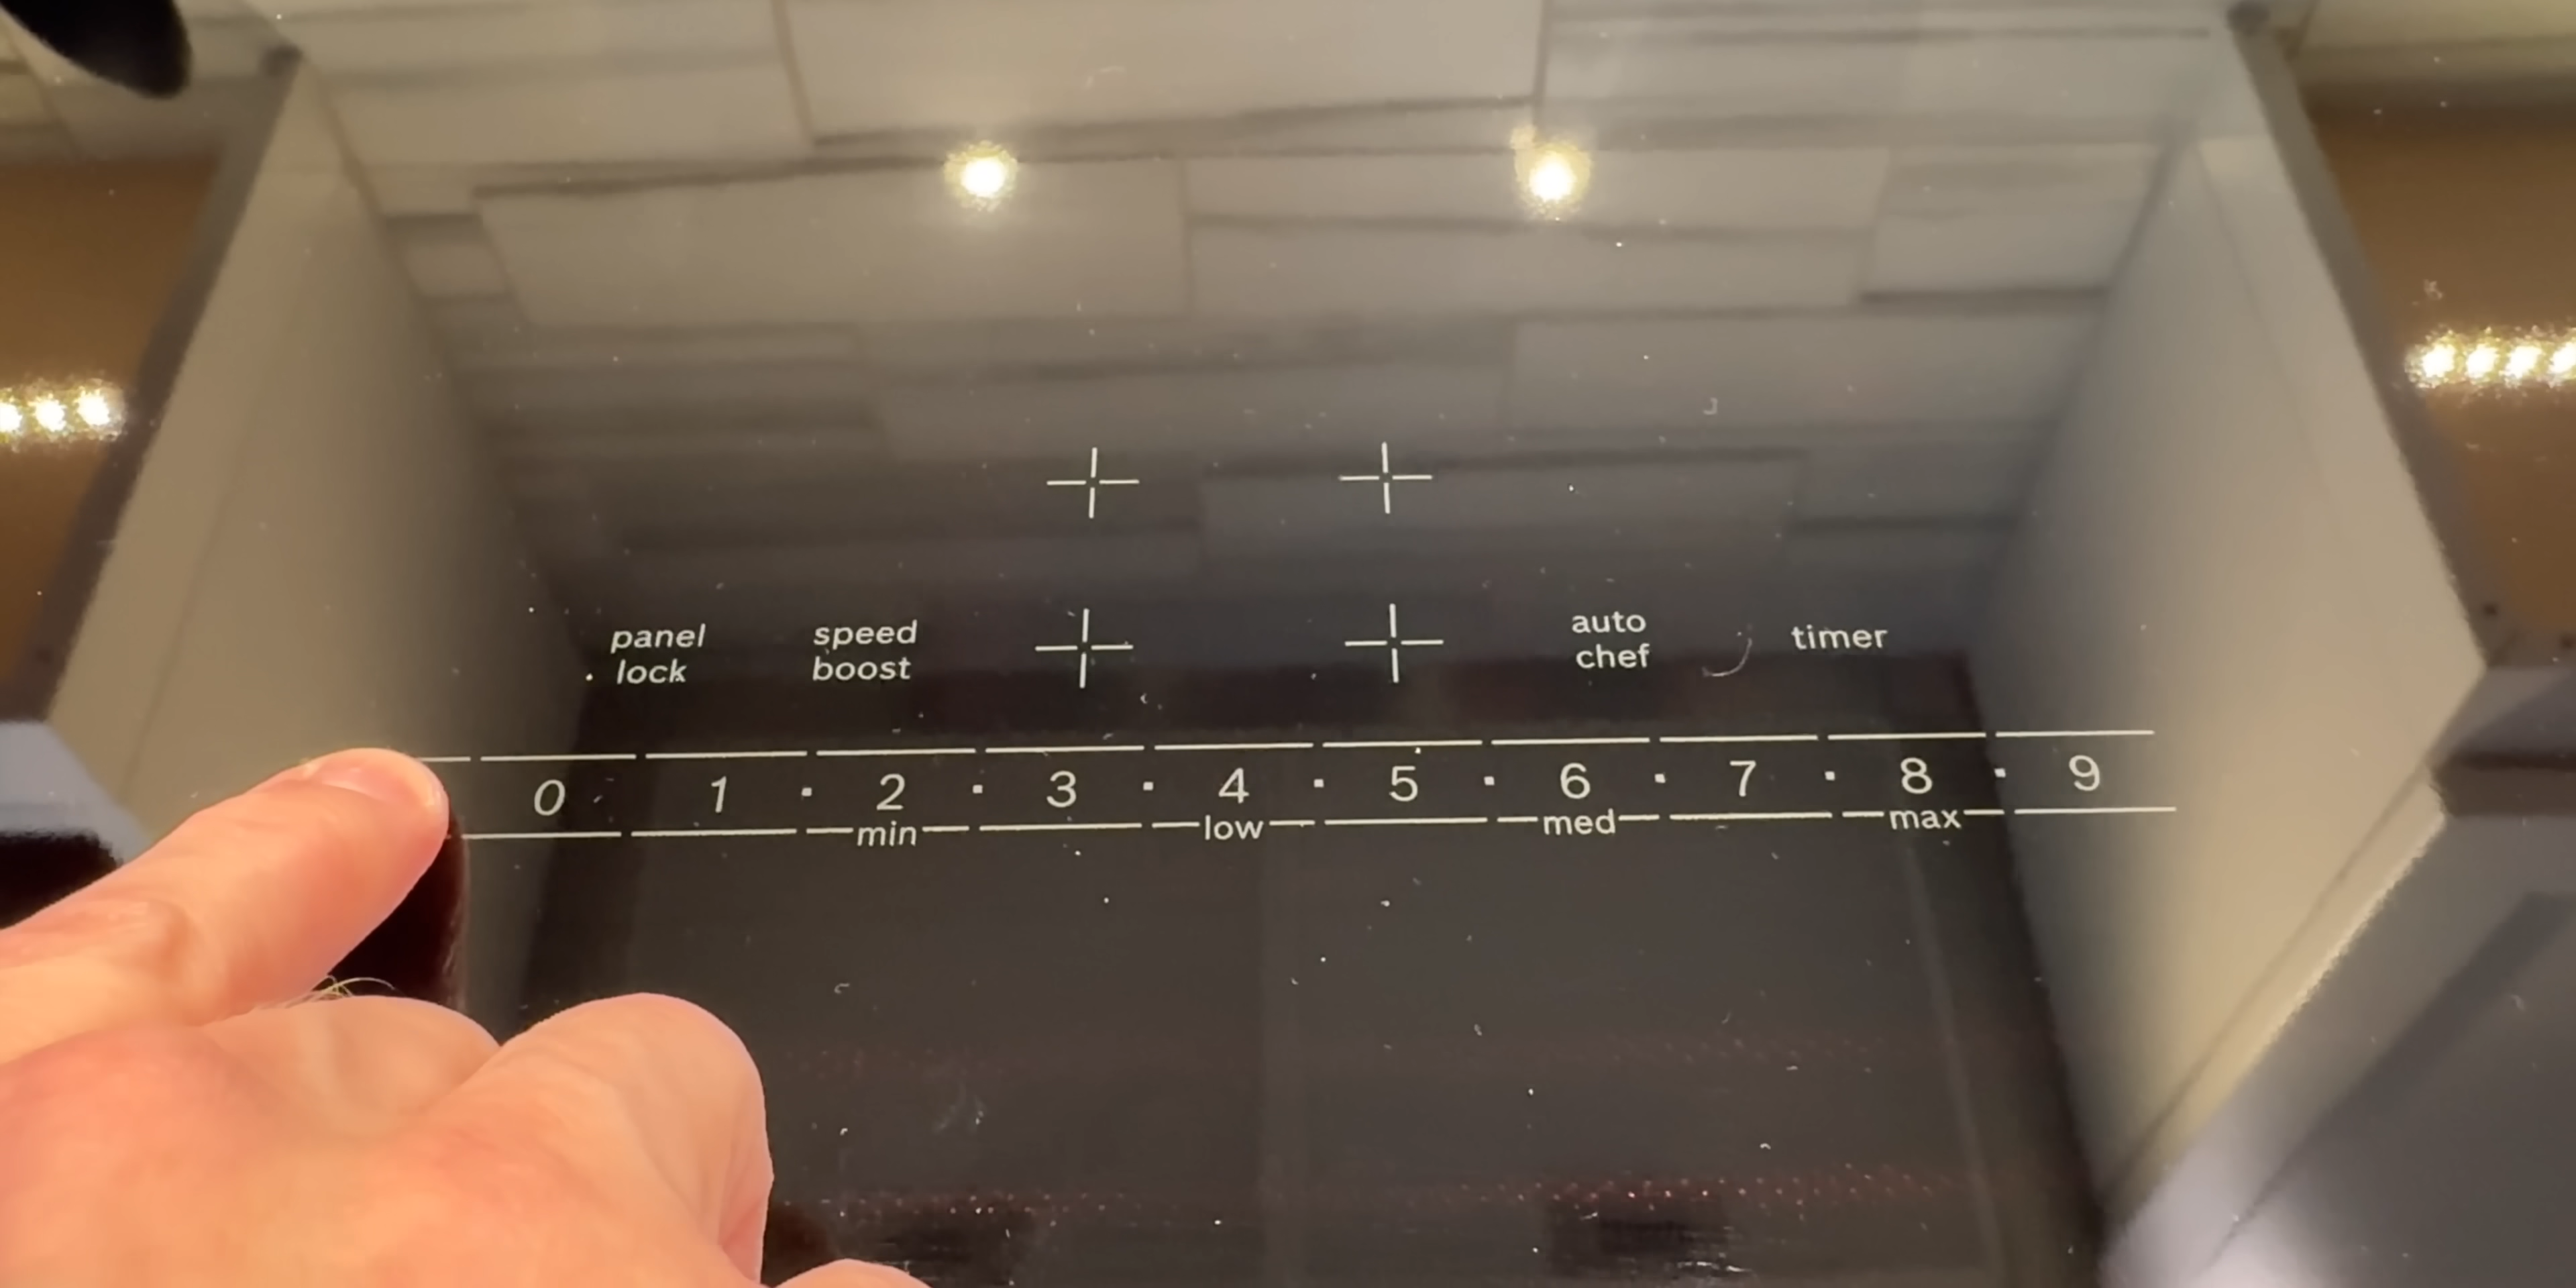 panel lock
speed boost
auto chef
timer
0 1 · 2 · 3 · 4 · 5 · 6 · 7 · 8 · 9
min low med max